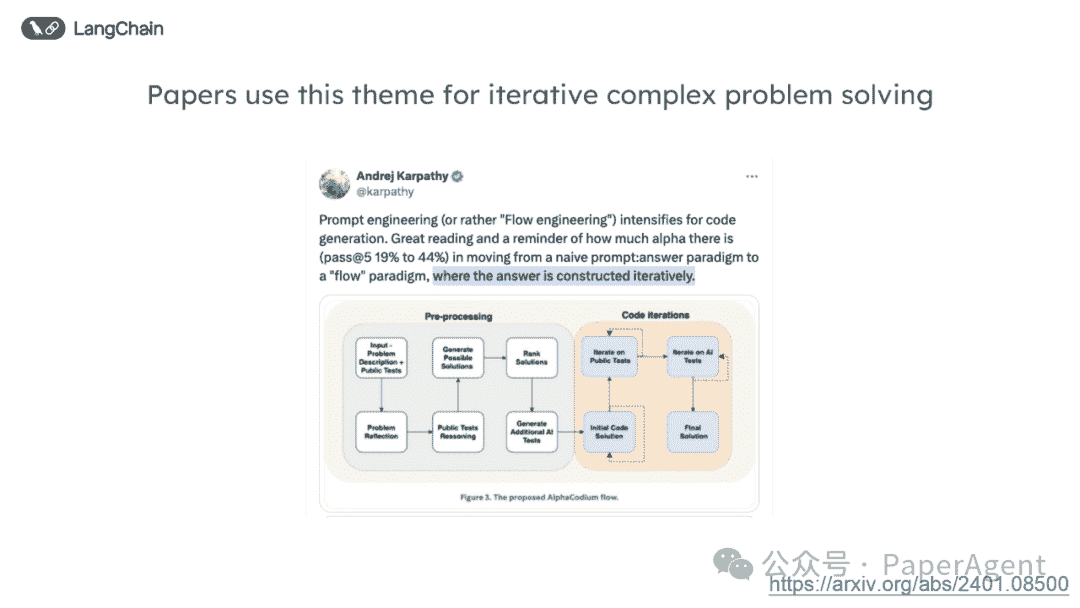 LangChain
Papers use this theme for iterative complex problem solving
Andrej Karpathy
@karpathy
Prompt engineering (or rather "Flow engineering") intensifies for code
generation. Great reading and a reminder of how much alpha there is
(pass@5 19% to 44%) in moving from a naive prompt:answer paradigm to
a "flow" paradigm, where the answer is constructed iteratively.
Pre-processing
Code iterations
Input -
Problem
Description +
Public Tests
Generate
Possible
Solutions
Rank
Solutions
Iterate on
Public Tests
Iterate on AI
Tests
Problem
Reflection
Public Tests
Reasoning
Generate
Additional AI
Tests
Initial Code
Solution
Final
Solution
Figure 3. The proposed AlphaCodium flow.
公众号 · PaperAgent
https://arxiv.org/abs/2401.08500